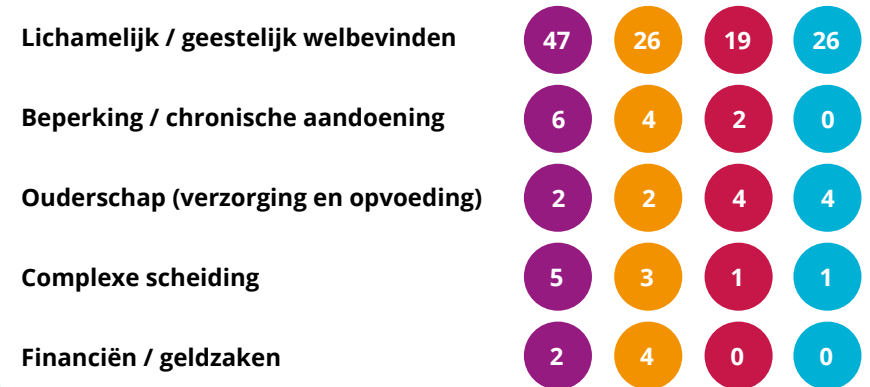 Lichamelijk / geestelijk welbevinden 47 26 19 26
Beperking / chronische aandoening 6 4 2 0
Ouderschap (verzorging en opvoeding) 2 2 4 4
Complexe scheiding 5 3 1 1
Financiën / geldzaken 2 4 0 0